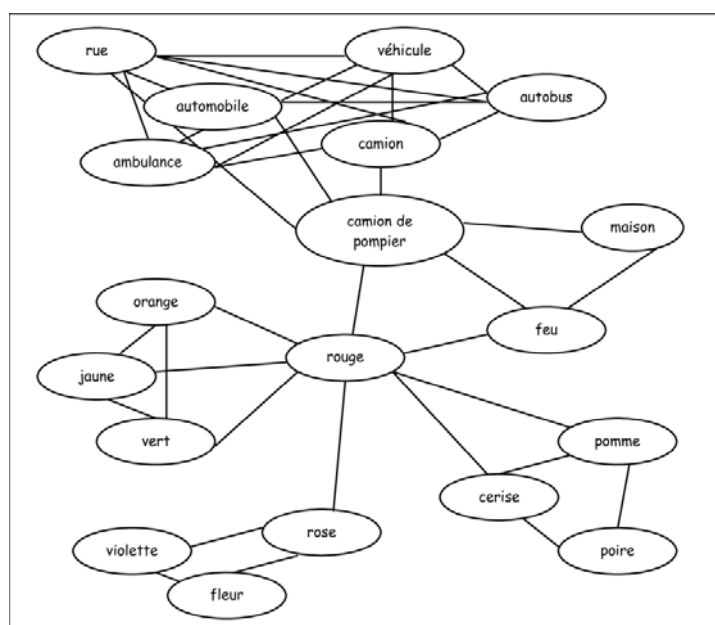 rue
véhicule
automobile
autobus
ambulance
camion
camion de
pompier
maison
orange
feu
rouge
jaune
vert
pomme
cerise
rose
violette
poire
fleur